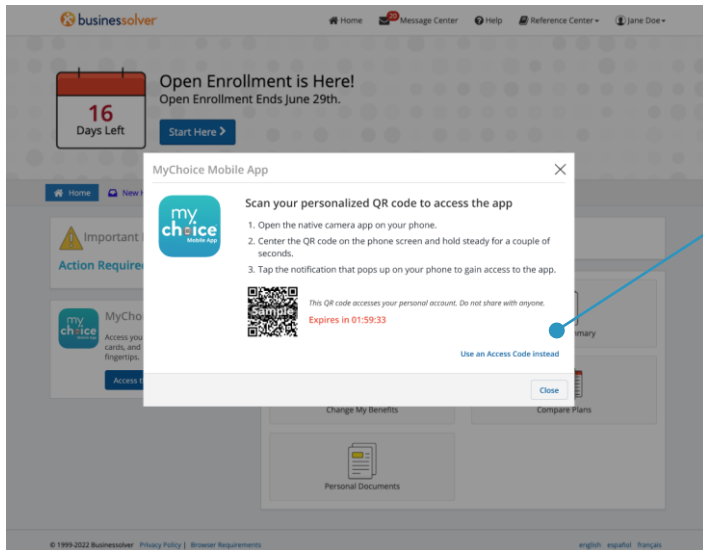 businessolver
Home 20 Message Center Help Reference Center Jane Doe
Open Enrollment is Here!
Open Enrollment Ends June 29th.
16
Days Left
Start Here
Home New
MyChoice Mobile App
my
choice
Mobile App
Scan your personalized QR code to access the app
1. Open the native camera app on your phone.
2. Center the QR code on the phone screen and hold steady for a couple of
seconds.
3. Tap the notification that pops up on your phone to gain access to the app.
Sample
This QR code accesses your personal account. Do not share with anyone.
Expires in 01:59:33
Use an Access Code instead
Close
Important
Action Require
my
choice
MyCho
Access you
cards, and
fingertips.
Access t
mary
Change My Benefits
Compare Plans
Personal Documents
© 1999-2022 Businessolver Privacy Policy | Browser Requirements
english español français